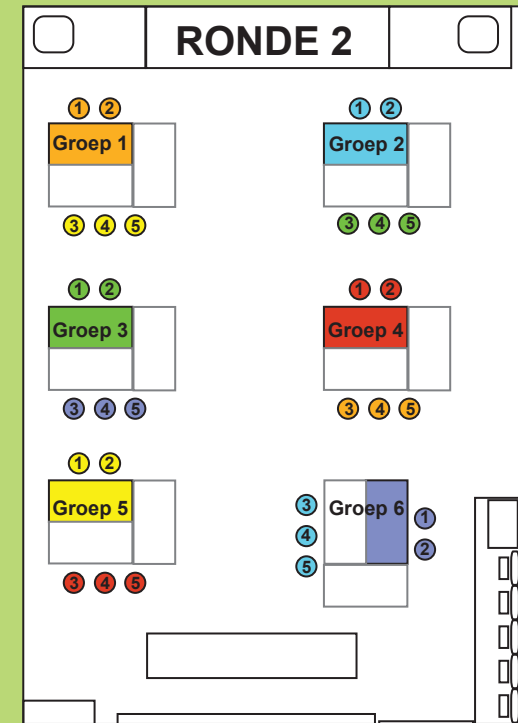 RONDE 2
1 2
Groep 1
3 4 5
1 2
Groep 2
3 4 5
1 2
Groep 3
3 4 5
1 2
Groep 4
3 4 5
1 2
Groep 5
3 4 5
3
4
5
Groep 6
1
2